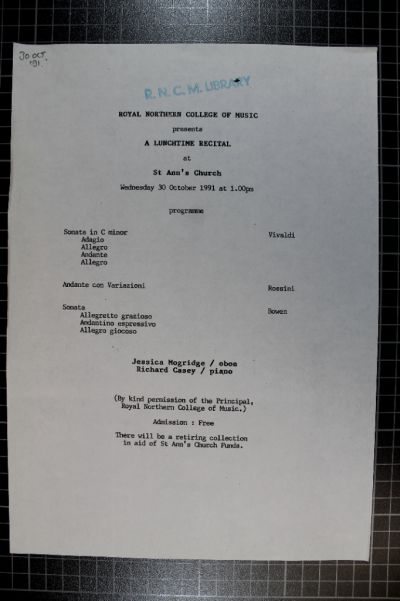 30 OCT.
'91.
R. N. C. M. LIBRARY
ROYAL NORTHERN COLLEGE OF MUSIC
presents
A LUNCHTIME RECITAL
at
St Ann's Church
Wednesday 30 October 1991 at 1.00pm
programme
Sonata in C minor Vivaldi
Adagio
Allegro
Andante
Allegro
Andante con Variazioni Rossini
Sonata Bowen
Allegretto grazioso
Andantino espressivo
Allegro giocoso
Jessica Mogridge / oboe
Richard Casey / piano
(By kind permission of the Principal,
Royal Northern College of Music.)
Admission : Free
There will be a retiring collection
in aid of St Ann's Church Funds.